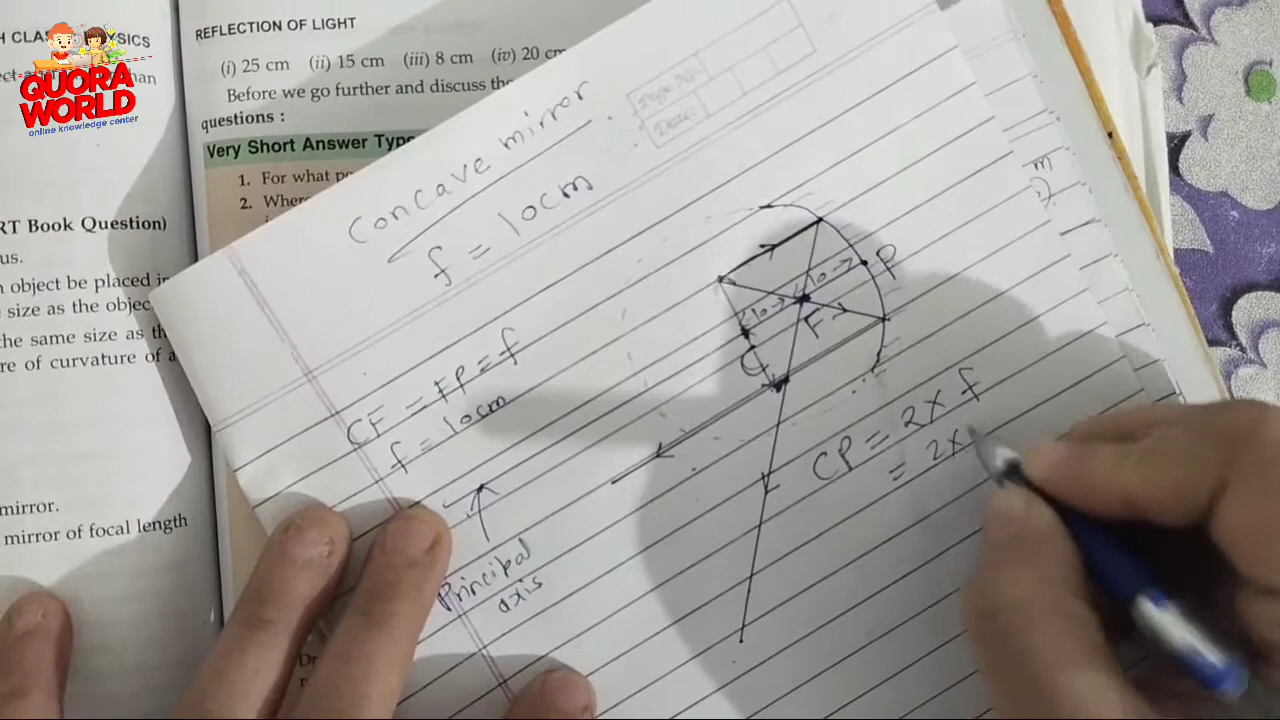 H CLA YSICS
REFLECTION OF LIGHT
QUORA
WORLD
online knowledge center
(i) 25 cm (ii) 15 cm (iii) 8 cm (iv) 20 cm
Before we go further and discuss the
questions :
Very Short Answer Typ
1. For what po
2. Where
RT Book Question)
us.
object be placed in
size as the objec
the same size as th
re of curvature of a
mirror.
mirror of focal length
Concave mirror
f = 10cm
Page No.
Date:
P
←10→ ←10→
F
C
CF = FP = f
f = 10cm
CP = 2 x f
= 2x
Principal
axis